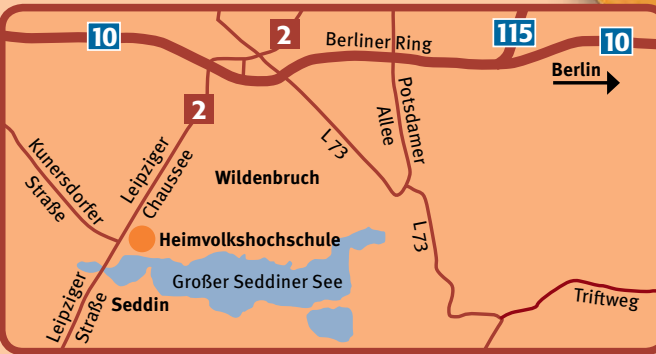 10
2
Berliner Ring
115
10
Berlin
2
Potsdamer
Allee
L 73
Kunersdorfer
Straße
Leipziger
Chaussee
Wildenbruch
Heimvolkshochschule
L 73
Großer Seddiner See
Leipziger
Straße
Seddin
Triftweg